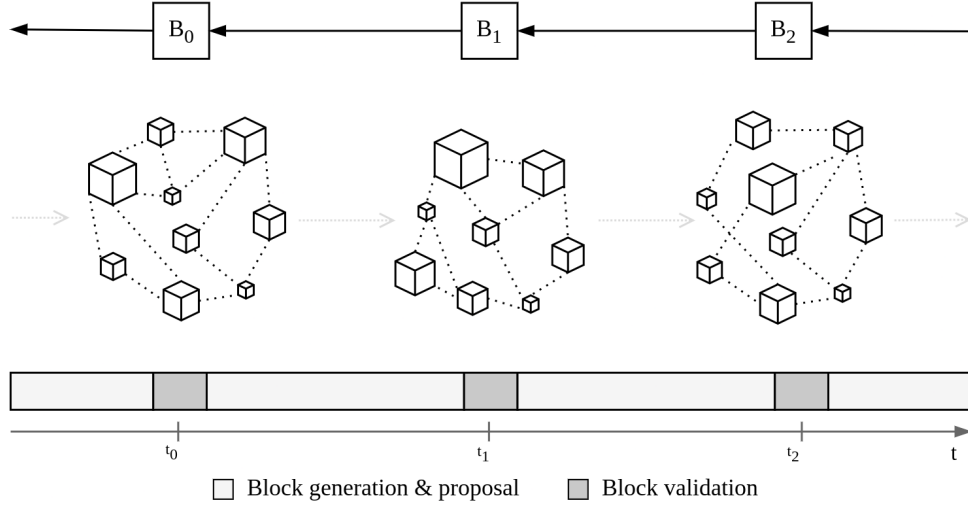 B0 B1 B2
t0 t1 t2 t
Block generation & proposal Block validation